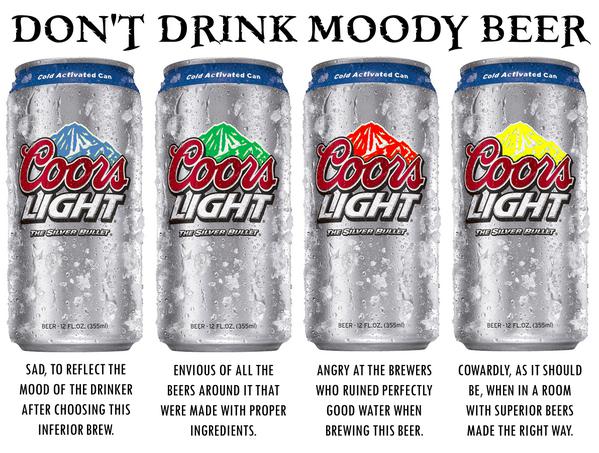 DON'T DRINK MOODY BEER
Cold Activated Can
Coors
LIGHT
THE SILVER BULLET.
BEER · 12 FL.OZ. (355ml)
SAD, TO REFLECT THE
MOOD OF THE DRINKER
AFTER CHOOSING THIS
INFERIOR BREW.
Cold Activated Can
Coors
LIGHT
THE SILVER BULLET.
BEER · 12 FL.OZ. (355ml)
ENVIOUS OF ALL THE
BEERS AROUND IT THAT
WERE MADE WITH PROPER
INGREDIENTS.
Cold Activated Can
Coors
LIGHT
THE SILVER BULLET.
BEER · 12 FL.OZ. (355ml)
ANGRY AT THE BREWERS
WHO RUINED PERFECTLY
GOOD WATER WHEN
BREWING THIS BEER.
Cold Activated Can
Coors
LIGHT
THE SILVER BULLET.
BEER · 12 FL.OZ. (355ml)
COWARDLY, AS IT SHOULD
BE, WHEN IN A ROOM
WITH SUPERIOR BEERS
MADE THE RIGHT WAY.